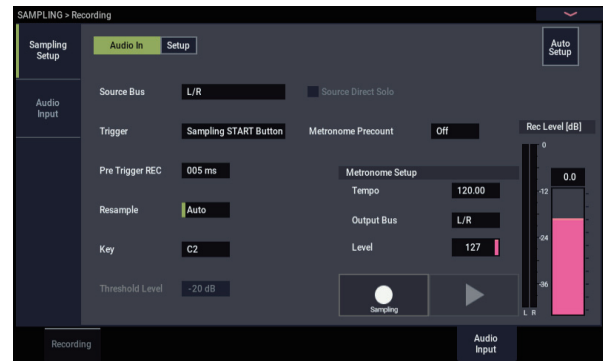 SAMPLING > Recording
Sampling
Setup
Audio In
Setup
Auto
Setup
Audio
Input
Source Bus
L/R
Source Direct Solo
Trigger
Sampling START Button
Metronome Precount
Off
Rec Level [dB]
0
Pre Trigger REC
005 ms
Metronome Setup
0.0
Tempo
120.00
-12
Resample
Auto
Output Bus
L/R
Key
C2
Level
127
-24
Threshold Level
-20 dB
-36
Sampling
L R
Recording
Audio
Input